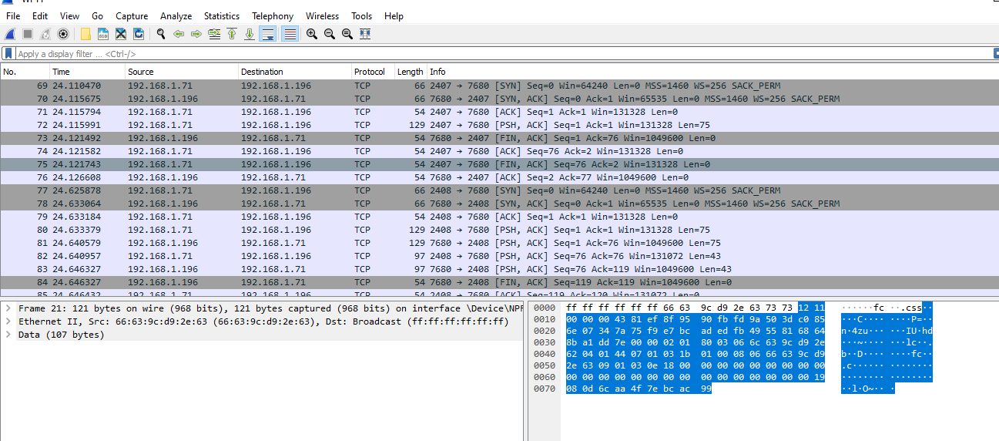 File Edit View Go Capture Analyze Statistics Telephony Wireless Tools Help
Apply a display filter ... <Ctrl-/>
No. Time Source Destination Protocol Length Info
69 24.110470 192.168.1.71 192.168.1.196 TCP 66 2407 → 7680 [SYN] Seq=0 Win=64240 Len=0 MSS=1460 WS=256 SACK_PERM
70 24.115675 192.168.1.196 192.168.1.71 TCP 66 7680 → 2407 [SYN, ACK] Seq=0 Ack=1 Win=65535 Len=0 MSS=1460 WS=256 SACK_PERM
71 24.115794 192.168.1.71 192.168.1.196 TCP 54 2407 → 7680 [ACK] Seq=1 Ack=1 Win=131328 Len=0
72 24.115991 192.168.1.71 192.168.1.196 TCP 129 2407 → 7680 [PSH, ACK] Seq=1 Ack=1 Win=131328 Len=75
73 24.121492 192.168.1.196 192.168.1.71 TCP 54 7680 → 2407 [FIN, ACK] Seq=1 Ack=76 Win=1049600 Len=0
74 24.121582 192.168.1.71 192.168.1.196 TCP 54 2407 → 7680 [ACK] Seq=76 Ack=2 Win=131328 Len=0
75 24.121743 192.168.1.71 192.168.1.196 TCP 54 2407 → 7680 [FIN, ACK] Seq=76 Ack=2 Win=131328 Len=0
76 24.126608 192.168.1.196 192.168.1.71 TCP 54 7680 → 2407 [ACK] Seq=2 Ack=77 Win=1049600 Len=0
77 24.625878 192.168.1.71 192.168.1.196 TCP 66 2408 → 7680 [SYN] Seq=0 Win=64240 Len=0 MSS=1460 WS=256 SACK_PERM
78 24.633064 192.168.1.196 192.168.1.71 TCP 66 7680 → 2408 [SYN, ACK] Seq=0 Ack=1 Win=65535 Len=0 MSS=1460 WS=256 SACK_PERM
79 24.633184 192.168.1.71 192.168.1.196 TCP 54 2408 → 7680 [ACK] Seq=1 Ack=1 Win=131328 Len=0
80 24.633379 192.168.1.71 192.168.1.196 TCP 129 2408 → 7680 [PSH, ACK] Seq=1 Ack=1 Win=131328 Len=75
81 24.640579 192.168.1.196 192.168.1.71 TCP 129 7680 → 2408 [PSH, ACK] Seq=1 Ack=76 Win=1049600 Len=75
82 24.640957 192.168.1.71 192.168.1.196 TCP 97 2408 → 7680 [PSH, ACK] Seq=76 Ack=76 Win=131072 Len=43
83 24.646327 192.168.1.196 192.168.1.71 TCP 97 7680 → 2408 [PSH, ACK] Seq=76 Ack=119 Win=1049600 Len=43
84 24.646327 192.168.1.196 192.168.1.71 TCP 54 7680 → 2408 [FIN, ACK] Seq=119 Ack=119 Win=1049600 Len=0
85 24.646432 192.168.1.71 192.168.1.196 TCP 54 2408 → 7680 [ACK] Seq=119 Ack=120 Win=131072 Len=0
Frame 21: 121 bytes on wire (968 bits), 121 bytes captured (968 bits) on interface \Device\NPF
Ethernet II, Src: 66:63:9c:d9:2e:63 (66:63:9c:d9:2e:63), Dst: Broadcast (ff:ff:ff:ff:ff:ff)
Data (107 bytes)
0000 ff ff ff ff ff ff 66 63 9c d9 2e 63 73 73 12 11 ······fc ··.css··
0010 00 00 00 43 81 ef 8f 95 90 fb fd 9a 50 3d c0 85 ···C···· ····P=··
0020 6e 07 34 7a 75 f9 e7 bc ad ed fb 49 55 81 68 64 n·4zu··· ···IU·hd
0030 8b a1 dd 7e 00 00 02 01 80 03 06 6c 63 9c d9 2e ···~···· ···lc··.
0040 62 04 01 44 07 01 03 1b 01 00 08 06 66 63 9c d9 b··D···· ····fc··
0050 2e 63 09 01 03 0e 18 00 00 00 00 00 00 00 00 00 .c······ ········
0060 00 00 00 00 00 00 00 00 00 00 00 00 00 00 00 19 ········ ········
0070 08 0d 6c aa 4f 7e bc ac 99 ··l·O~·· ·